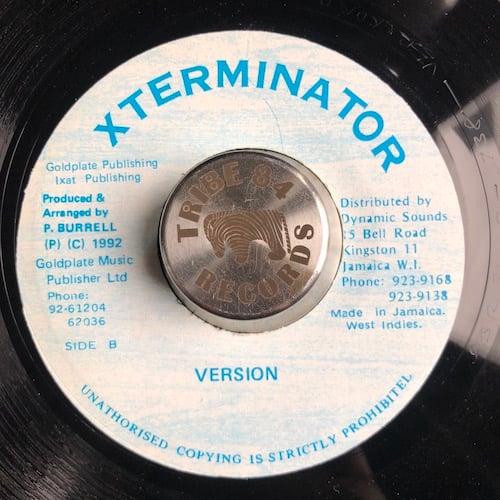 XTERMINATOR
Goldplate Publishing
Ixat Publishing
Produced &
Arranged by
P. BURRELL
(P) (C) 1992
Goldplate Music
Publisher Ltd
Phone:
92-61204
62036
SIDE B
TRIBE 84
RECORDS
Distributed by
Dynamic Sounds
15 Bell Road
Kingston 11
Jamaica W.I.
Phone: 923-9168
923-9138
Made in Jamaica.
West Indies.
VERSION
UNATHORISED COPYING IS STRICTLY PROHIBITEL